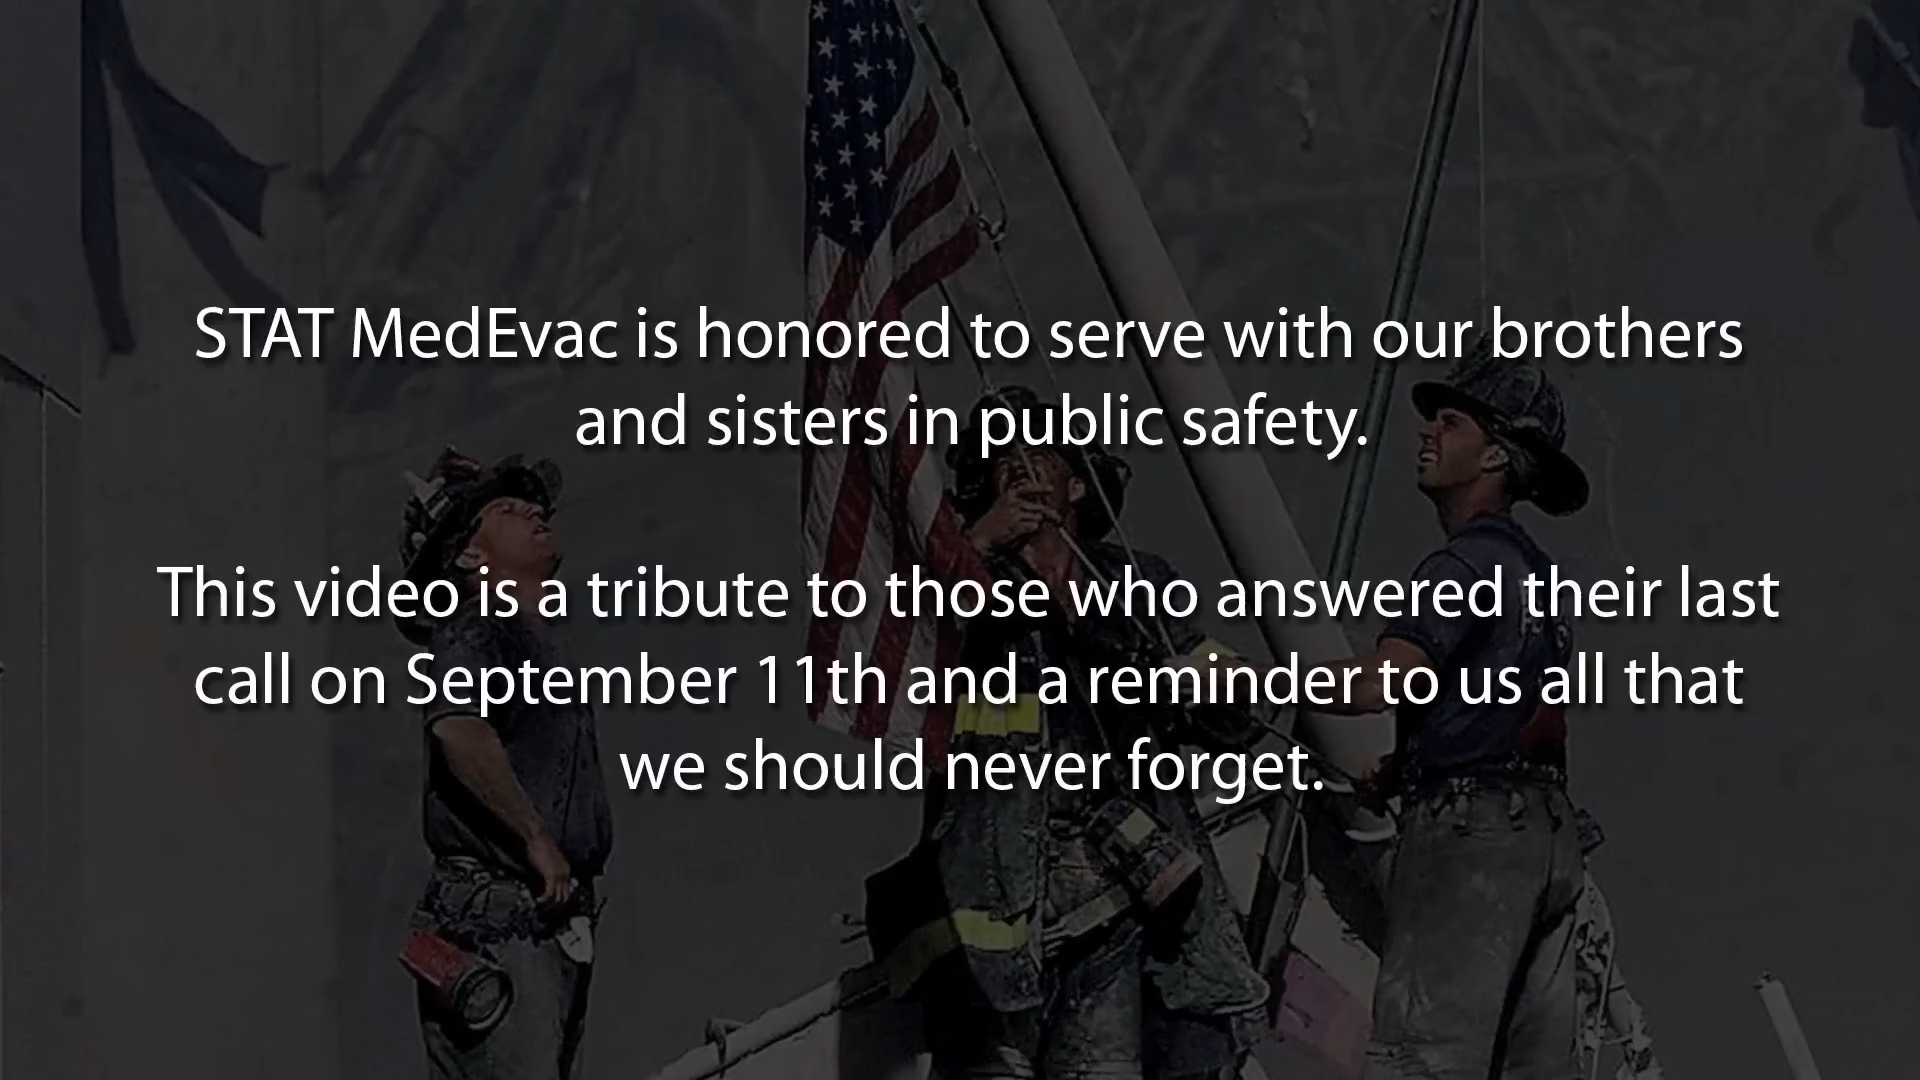 STAT MedEvac is honored to serve with our brothers
and sisters in public safety.
This video is a tribute to those who answered their last
call on September 11th and a reminder to us all that
we should never forget.